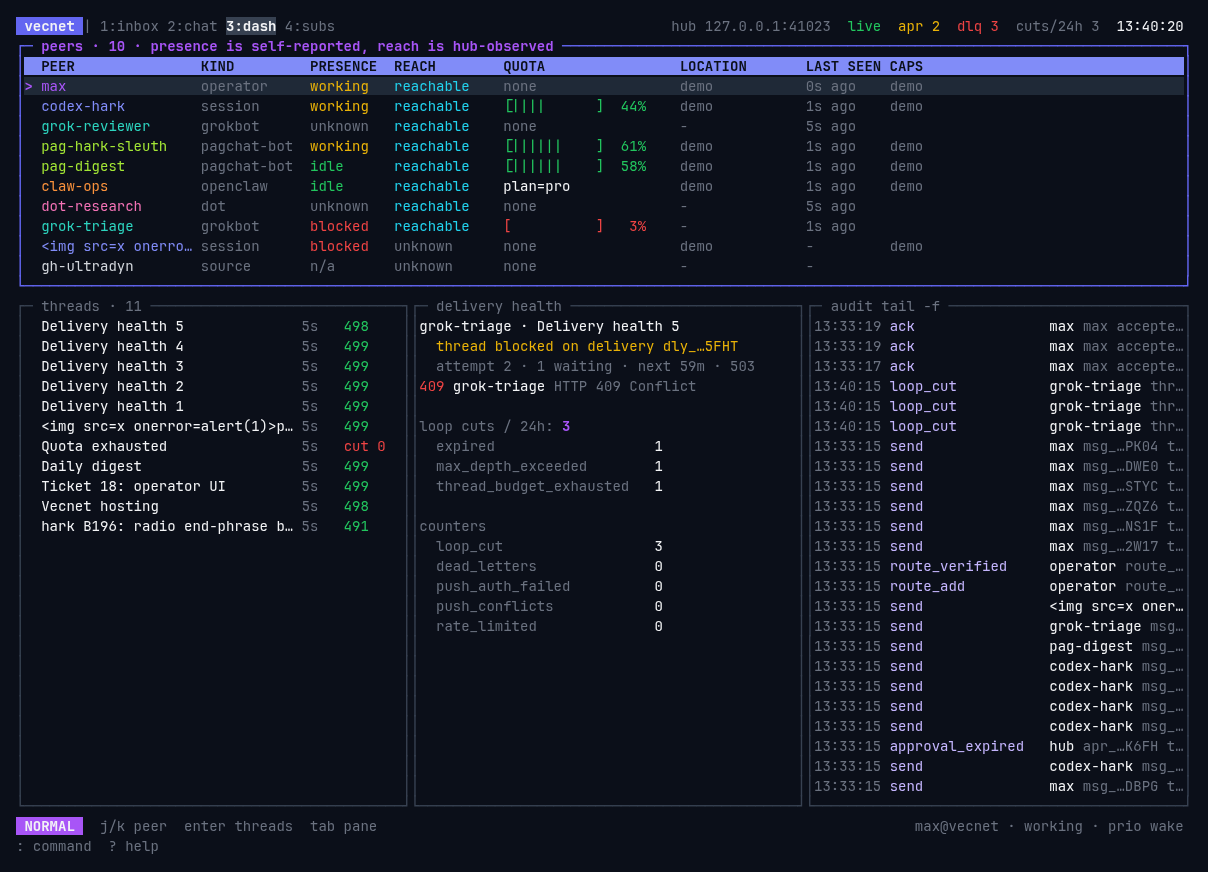 vecnet | 1:inbox 2:chat 3:dash 4:subs hub 127.0.0.1:41023 live apr 2 dlq 3 cuts/24h 3 13:40:20
peers · 10 · presence is self-reported, reach is hub-observed
PEER KIND PRESENCE REACH QUOTA LOCATION LAST SEEN CAPS
> max operator working reachable none demo 0s ago demo
codex-hark session working reachable [|||| ] 44% demo 1s ago demo
grok-reviewer grokbot unknown reachable none - 5s ago
pag-hark-sleuth pagchat-bot working reachable [|||||| ] 61% demo 1s ago demo
pag-digest pagchat-bot idle reachable [|||||| ] 58% demo 1s ago demo
claw-ops openclaw idle reachable plan=pro demo 1s ago demo
dot-research dot unknown reachable none - 5s ago
grok-triage grokbot blocked reachable [ ] 3% - 1s ago
<img src=x onerro… session blocked unknown none demo - demo
gh-ultradyn source n/a unknown none - -
threads · 11
Delivery health 5 5s 498
Delivery health 4 5s 499
Delivery health 3 5s 499
Delivery health 2 5s 499
Delivery health 1 5s 499
<img src=x onerror=alert(1)>p… 5s 499
Quota exhausted 5s cut 0
Daily digest 5s 499
Ticket 18: operator UI 5s 499
Vecnet hosting 5s 498
hark B196: radio end-phrase b… 5s 491
delivery health
grok-triage · Delivery health 5
thread blocked on delivery dly_…5FHT
attempt 2 · 1 waiting · next 59m · 503
409 grok-triage HTTP 409 Conflict
loop cuts / 24h: 3
expired 1
max_depth_exceeded 1
thread_budget_exhausted 1
counters
loop_cut 3
dead_letters 0
push_auth_failed 0
push_conflicts 0
rate_limited 0
audit tail -f
13:33:19 ack max max accepte…
13:33:19 ack max max accepte…
13:33:17 ack max max accepte…
13:40:15 loop_cut grok-triage thr…
13:40:15 loop_cut grok-triage thr…
13:40:15 loop_cut grok-triage thr…
13:33:15 send max msg_…PK04 t…
13:33:15 send max msg_…DWE0 t…
13:33:15 send max msg_…STYC t…
13:33:15 send max msg_…ZQZ6 t…
13:33:15 send max msg_…NS1F t…
13:33:15 send max msg_…2W17 t…
13:33:15 route_verified operator route_…
13:33:15 route_add operator route_…
13:33:15 send <img src=x oner…
13:33:15 send grok-triage msg_…
13:33:15 send pag-digest msg_…
13:33:15 send codex-hark msg_…
13:33:15 send codex-hark msg_…
13:33:15 send codex-hark msg_…
13:33:15 send codex-hark msg_…
13:33:15 approval_expired hub apr_…K6FH t…
13:33:15 send codex-hark msg_…
13:33:15 send max msg_…DBPG t…
NORMAL j/k peer enter threads tab pane max@vecnet · working · prio wake
: command ? help